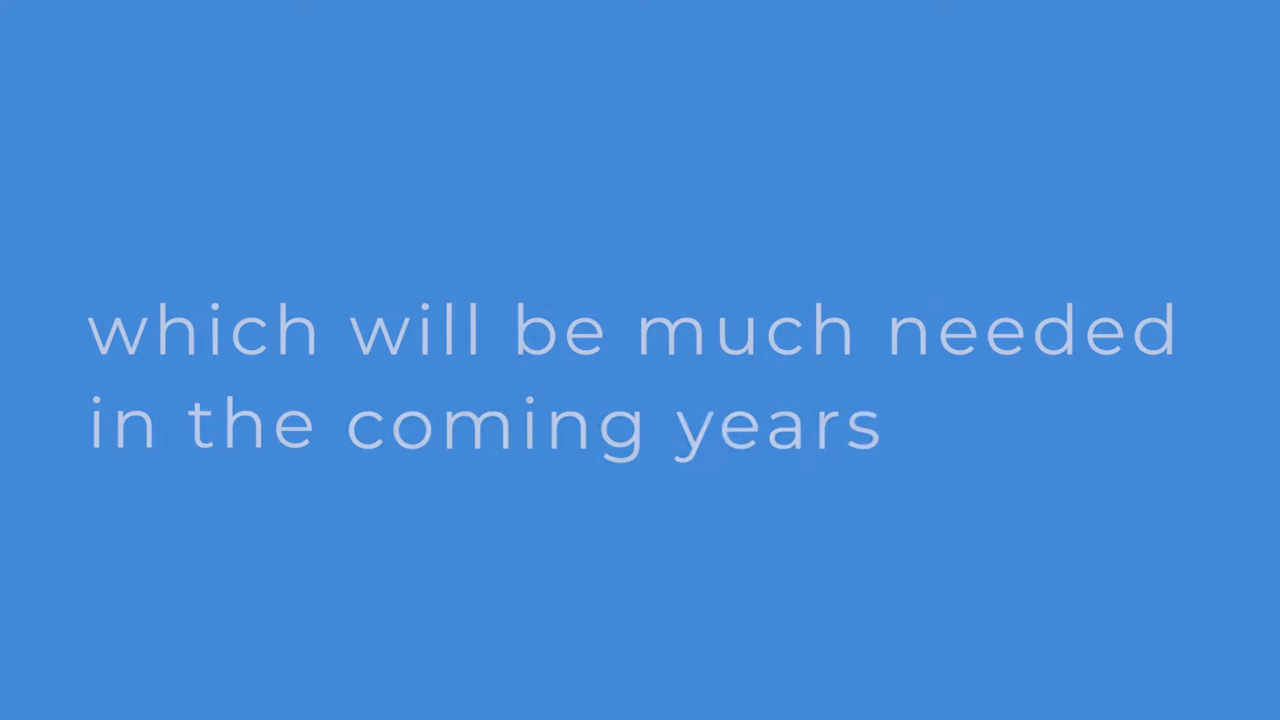 which will be much needed
in the coming years